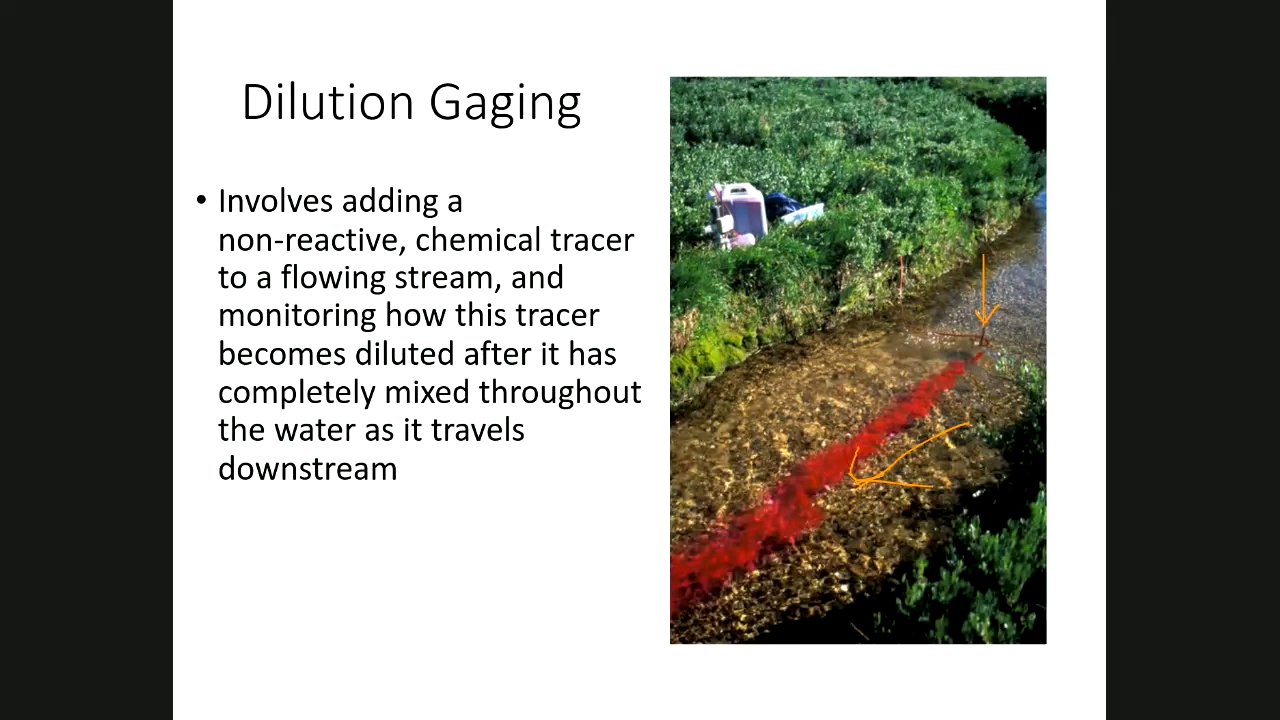 Dilution Gaging
• Involves adding a
non-reactive, chemical tracer
to a flowing stream, and
monitoring how this tracer
becomes diluted after it has
completely mixed throughout
the water as it travels
downstream